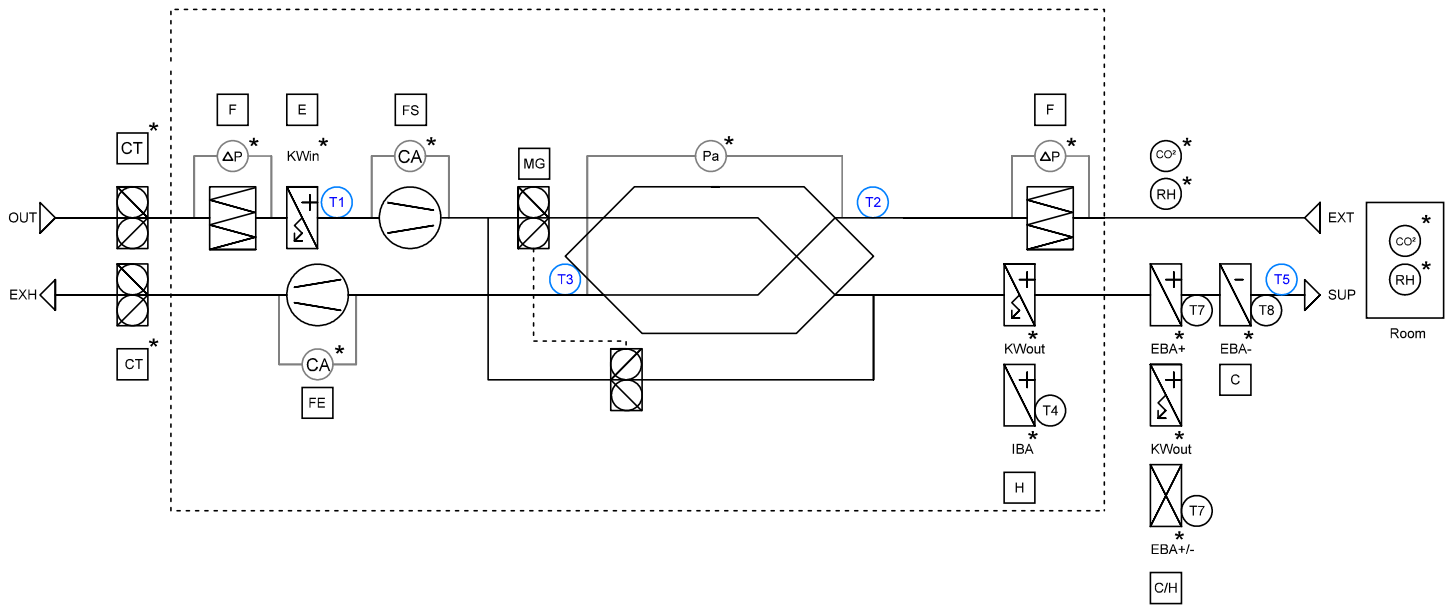 F
E
FS
F
CT *
ΔP *
KWin *
CA *
MG
Pa *
ΔP *
CO² *
RH *
OUT
T1
T2
EXT
CO² *
RH *
Room
EXH
T3
T7
T8
T5
SUP
CT *
CA *
FE
KWout *
EBA+ *
EBA- *
C
T4
IBA *
H
KWout *
T7
EBA+/- *
C/H